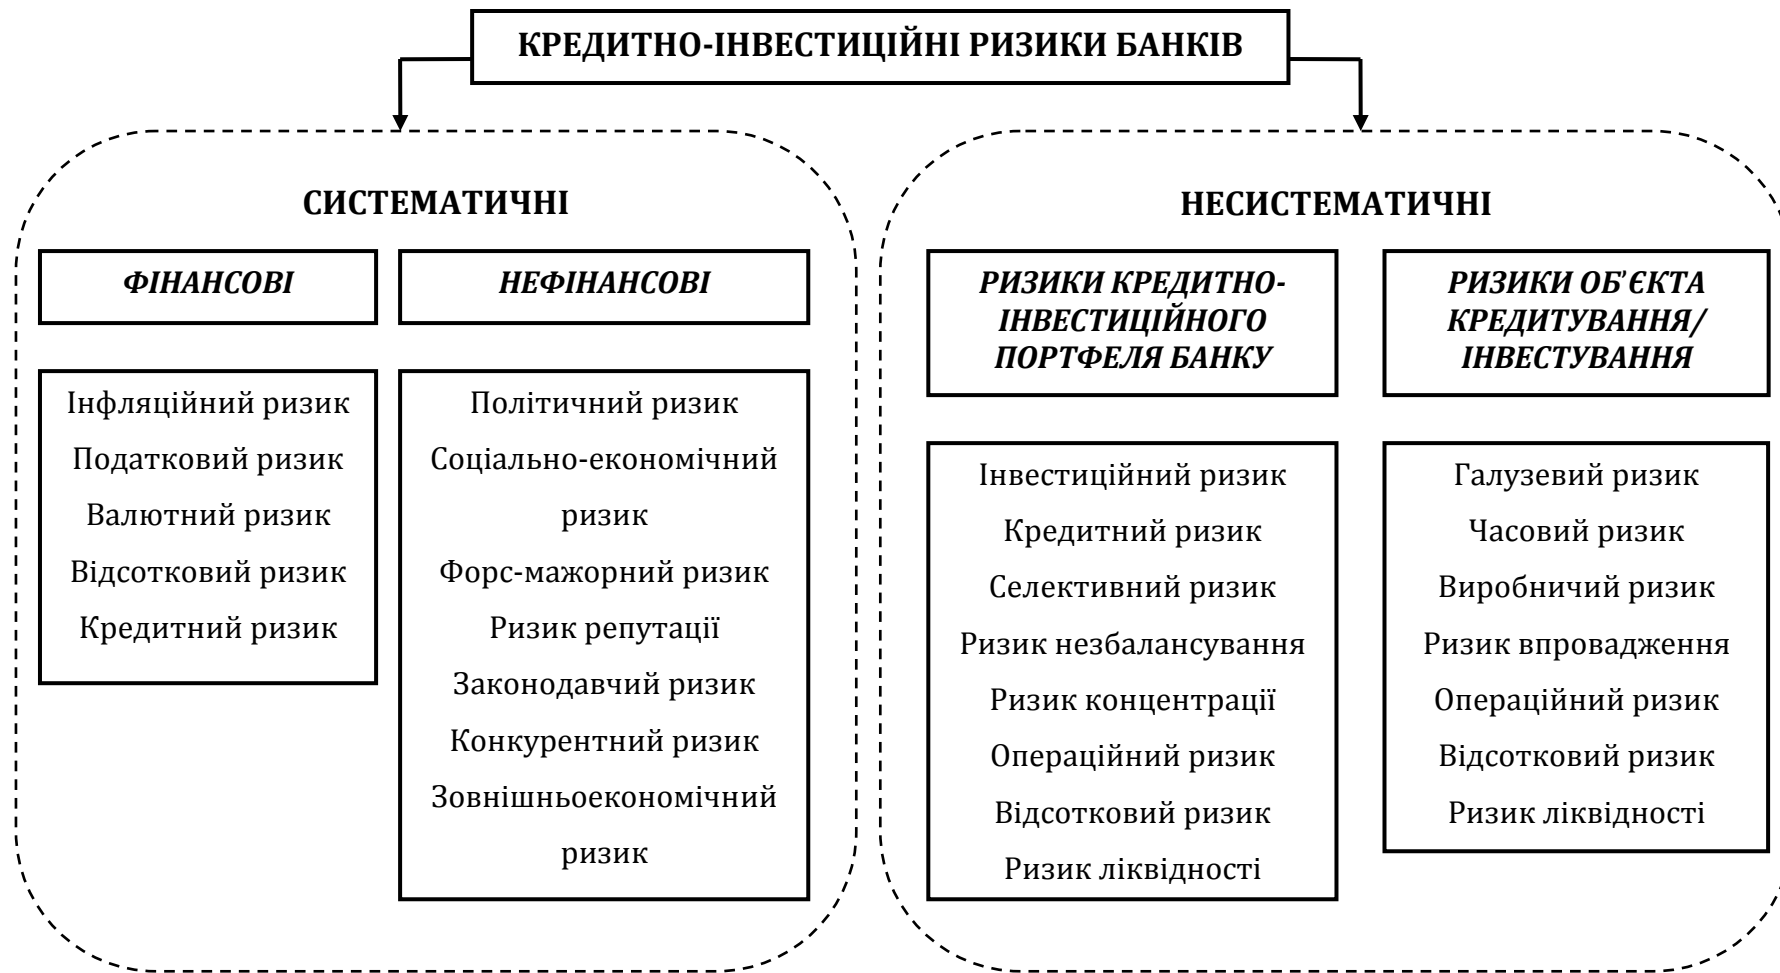 КРЕДИТНО-ІНВЕСТИЦІЙНІ РИЗИКИ БАНКІВ
СИСТЕМАТИЧНІ
ФІНАНСОВІ
Інфляційний ризик
Податковий ризик
Валютний ризик
Відсотковий ризик
Кредитний ризик
НЕФІНАНСОВІ
Політичний ризик
Соціально-економічний
ризик
Форс-мажорний ризик
Ризик репутації
Законодавчий ризик
Конкурентний ризик
Зовнішньоекономічний
ризик
НЕСИСТЕМАТИЧНІ
РИЗИКИ КРЕДИТНО-
ІНВЕСТИЦІЙНОГО
ПОРТФЕЛЯ БАНКУ
Інвестиційний ризик
Кредитний ризик
Селективний ризик
Ризик незбалансування
Ризик концентрації
Операційний ризик
Відсотковий ризик
Ризик ліквідності
РИЗИКИ ОБ’ЄКТА
КРЕДИТУВАННЯ/
ІНВЕСТУВАННЯ
Галузевий ризик
Часовий ризик
Виробничий ризик
Ризик впровадження
Операційний ризик
Відсотковий ризик
Ризик ліквідності